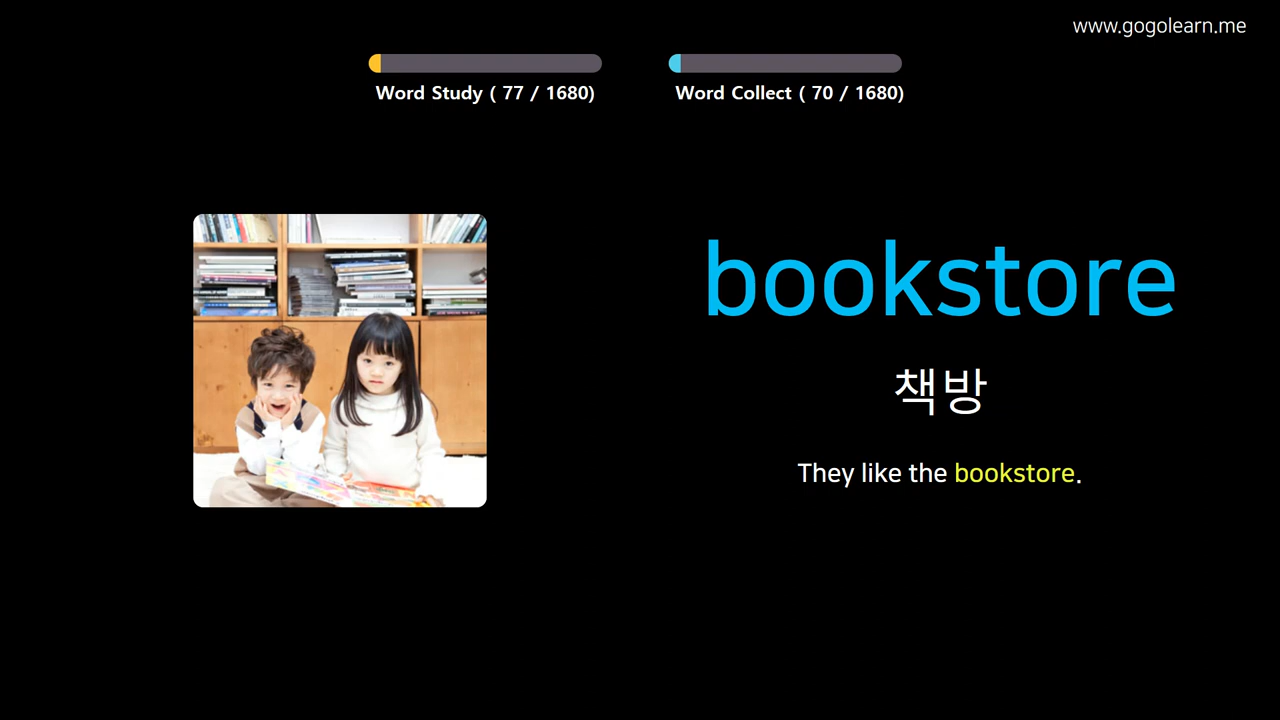 www.gogolearn.me
Word Study ( 77 / 1680)
Word Collect ( 70 / 1680)
bookstore
책방
They like the bookstore.